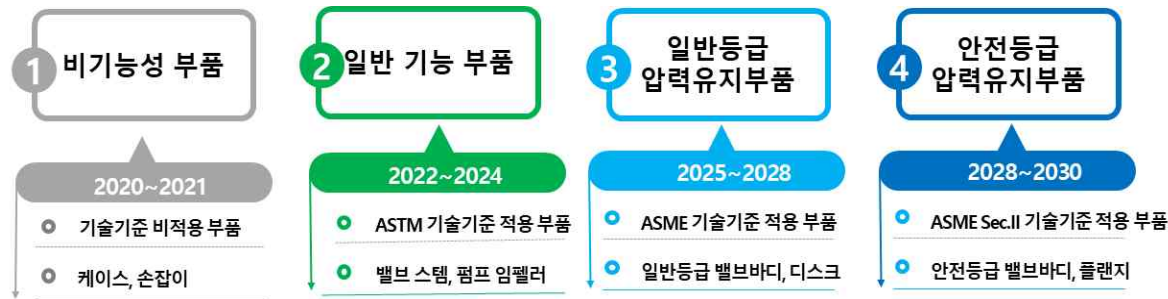 1 비기능성 부품
2020~2021
기술기준 비적용 부품
케이스, 손잡이
2 일반 기능 부품
2022~2024
ASTM 기술기준 적용 부품
밸브 스템, 펌프 임펠러
3 일반등급
압력유지부품
2025~2028
ASME 기술기준 적용 부품
일반등급 밸브바디, 디스크
4 안전등급
압력유지부품
2028~2030
ASME Sec.II 기술기준 적용 부품
안전등급 밸브바디, 플랜지